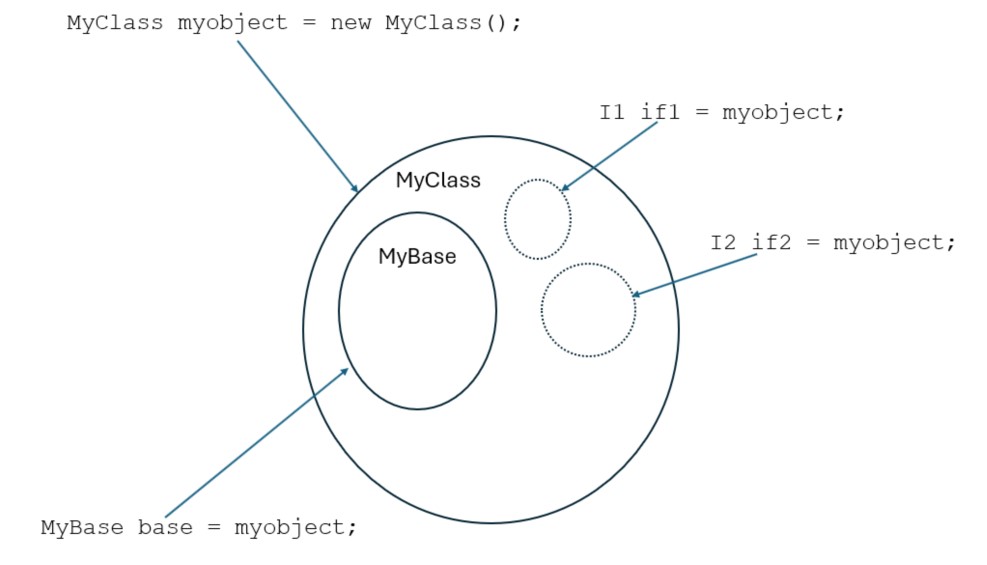 MyClass myobject = new MyClass();
I1 if1 = myobject;
MyClass
I2 if2 = myobject;
MyBase
MyBase base = myobject;